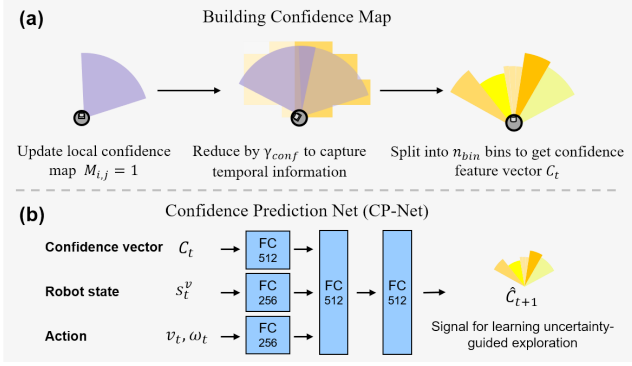 (a)
Building Confidence Map
Update local confidence
map M_{i,j} = 1
Reduce by γ_{conf} to capture
temporal information
Split into n_{bin} bins to get confidence
feature vector C_t
(b)
Confidence Prediction Net (CP-Net)
Confidence vector C_t
FC
512
Robot state s_t^v
FC
256
Action v_t, ω_t
FC
256
FC
512
FC
512
Ĉ_{t+1}
Signal for learning uncertainty-
guided exploration